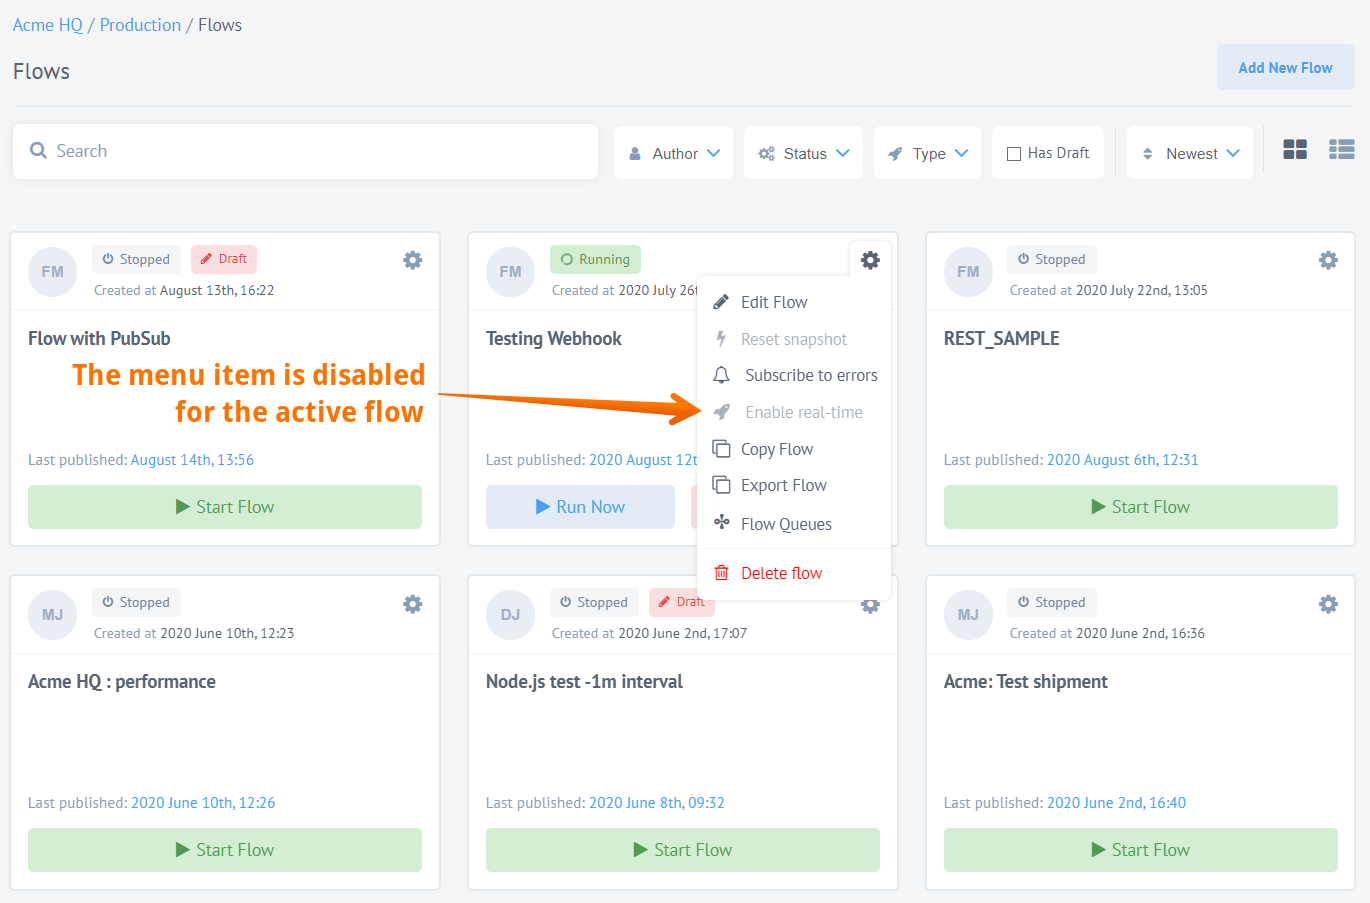 Acme HQ / Production / Flows
Flows
Add New Flow
Search
Author
Status
Type
Has Draft
Newest
FM
Stopped
Draft
Created at August 13th, 16:22
Flow with PubSub
The menu item is disabled
for the active flow
Last published: August 14th, 13:56
Start Flow
FM
Running
Created at 2020 July 26t
Testing Webhook
Last published: 2020 August 12t
Run Now
Edit Flow
Reset snapshot
Subscribe to errors
Enable real-time
Copy Flow
Export Flow
Flow Queues
Delete flow
FM
Stopped
Created at 2020 July 22nd, 13:05
REST_SAMPLE
Last published: 2020 August 6th, 12:31
Start Flow
MJ
Stopped
Created at 2020 June 10th, 12:23
Acme HQ : performance
Last published: 2020 June 10th, 12:26
Start Flow
DJ
Stopped
Draft
Created at 2020 June 2nd, 17:07
Node.js test -1m interval
Last published: 2020 June 8th, 09:32
Start Flow
MJ
Stopped
Created at 2020 June 2nd, 16:36
Acme: Test shipment
Last published: 2020 June 2nd, 16:40
Start Flow